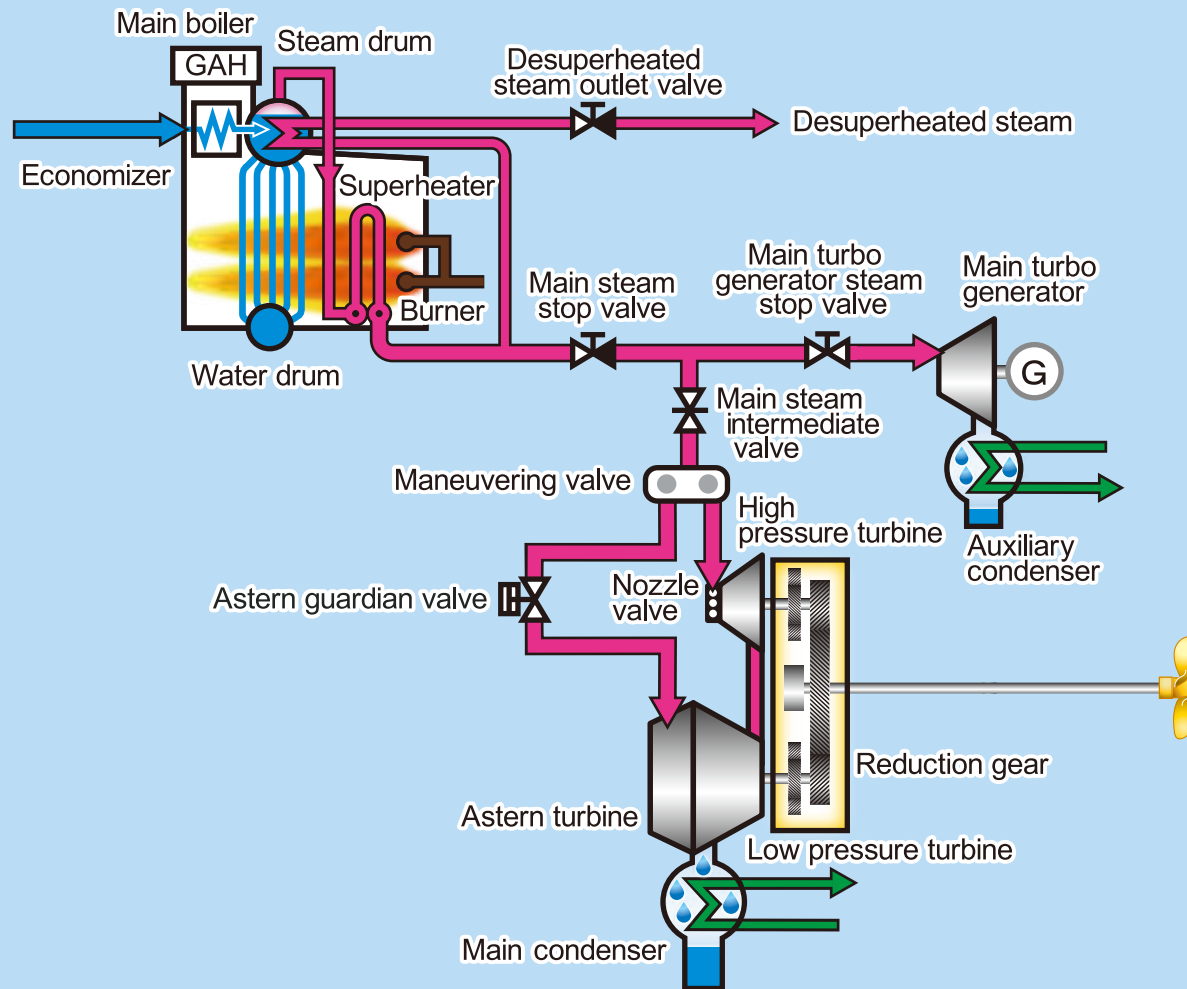 Main boiler
Steam drum
GAH
Desuperheated
steam outlet valve
Desuperheated steam
Economizer
Superheater
Burner
Water drum
Main steam
stop valve
Main turbo
generator steam
stop valve
Main turbo
generator
G
Main steam
intermediate
valve
Maneuvering valve
High
pressure turbine
Auxiliary
condenser
Astern guardian valve
Nozzle
valve
Reduction gear
Astern turbine
Low pressure turbine
Main condenser